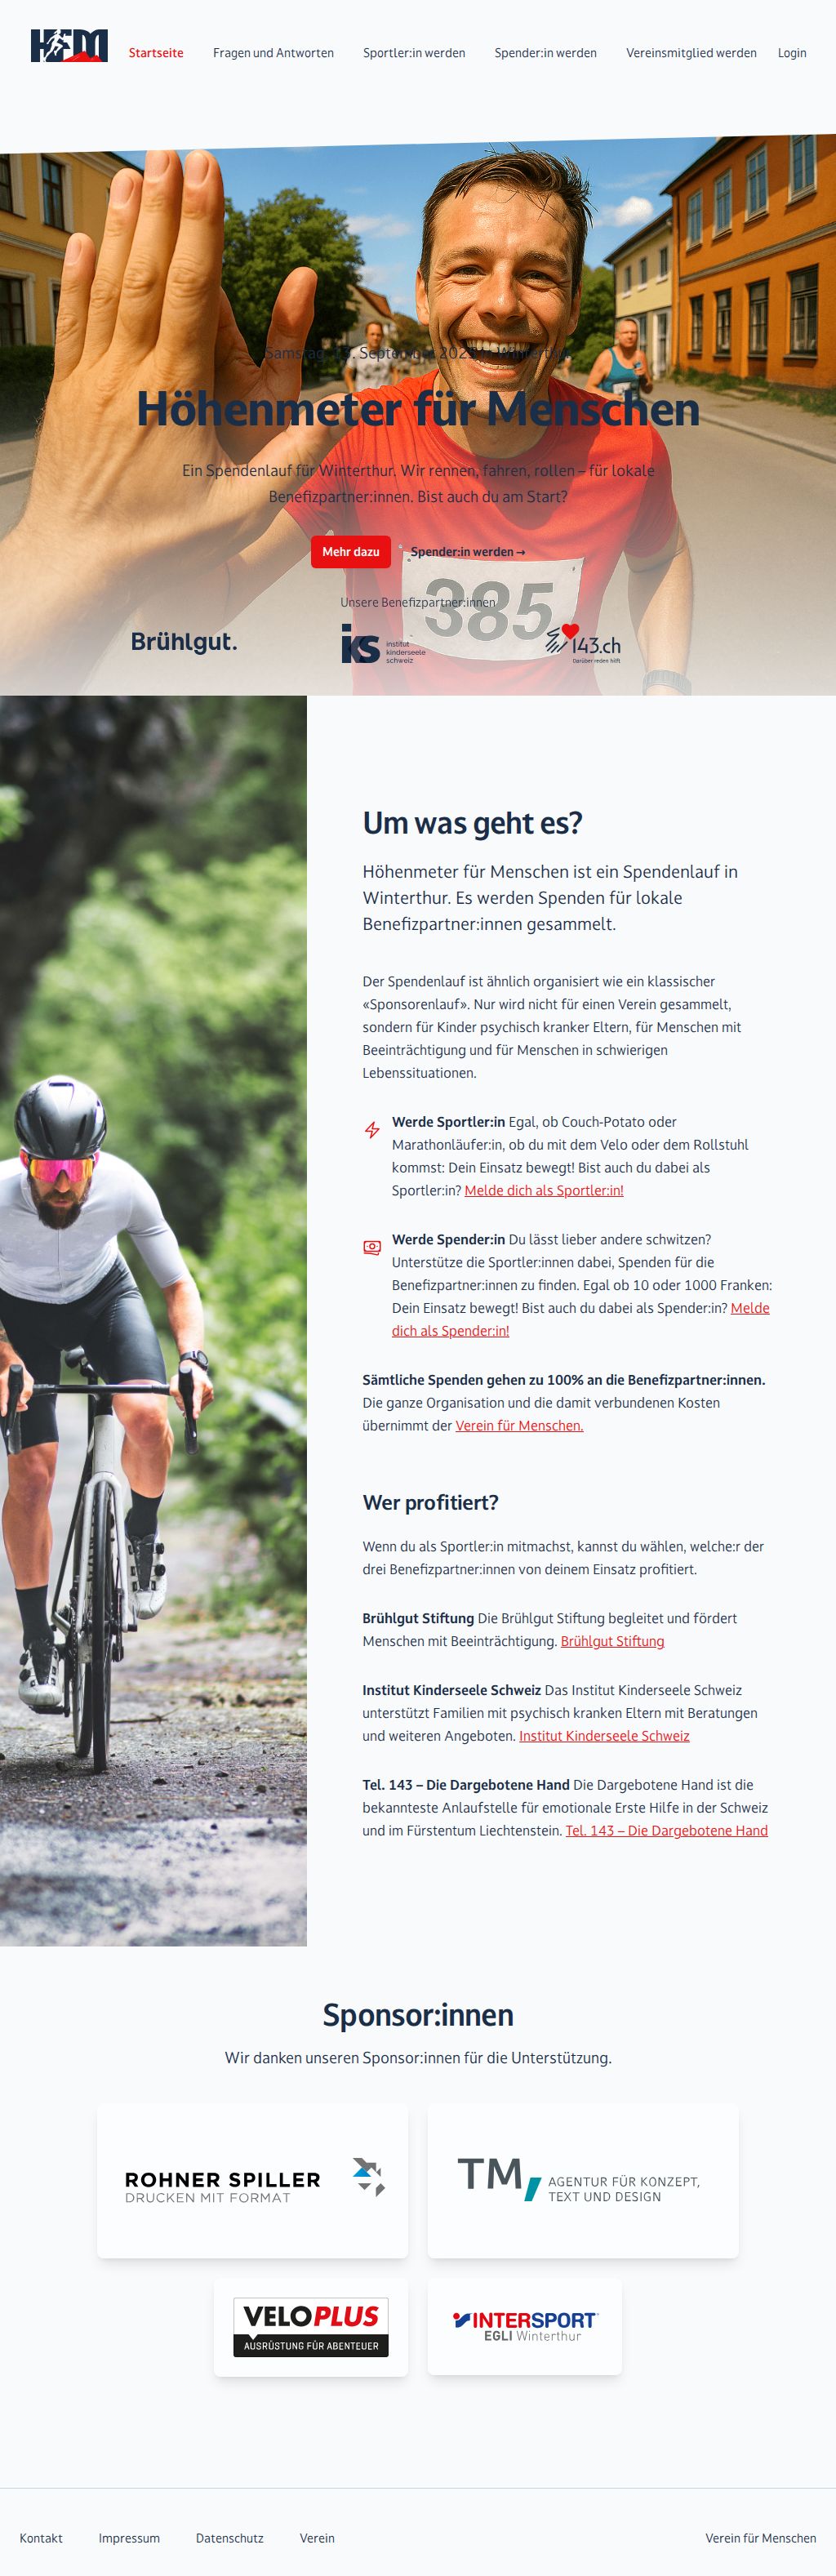 HFM
Startseite
Fragen und Antworten
Sportler:in werden
Spender:in werden
Vereinsmitglied werden
Login
Samstag, 13. September 2025 in Winterthur
Höhenmeter für Menschen
Ein Spendenlauf für Winterthur. Wir rennen, fahren, rollen – für lokale
Benefizpartner:innen. Bist auch du am Start?
Mehr dazu
Spender:in werden →
Unsere Benefizpartner:innen
385
Brühlgut.
iks
institut
kinderseele
schweiz
143.ch
Darüber reden hilft
Um was geht es?
Höhenmeter für Menschen ist ein Spendenlauf in
Winterthur. Es werden Spenden für lokale
Benefizpartner:innen gesammelt.
Der Spendenlauf ist ähnlich organisiert wie ein klassischer
«Sponsorenlauf». Nur wird nicht für einen Verein gesammelt,
sondern für Kinder psychisch kranker Eltern, für Menschen mit
Beeinträchtigung und für Menschen in schwierigen
Lebenssituationen.
Werde Sportler:in Egal, ob Couch-Potato oder
Marathonläufer:in, ob du mit dem Velo oder dem Rollstuhl
kommst: Dein Einsatz bewegt! Bist auch du dabei als
Sportler:in? Melde dich als Sportler:in!
Werde Spender:in Du lässt lieber andere schwitzen?
Unterstütze die Sportler:innen dabei, Spenden für die
Benefizpartner:innen zu finden. Egal ob 10 oder 1000 Franken:
Dein Einsatz bewegt! Bist auch du dabei als Spender:in? Melde
dich als Spender:in!
Sämtliche Spenden gehen zu 100% an die Benefizpartner:innen.
Die ganze Organisation und die damit verbundenen Kosten
übernimmt der Verein für Menschen.
Wer profitiert?
Wenn du als Sportler:in mitmachst, kannst du wählen, welche:r der
drei Benefizpartner:innen von deinem Einsatz profitiert.
Brühlgut Stiftung Die Brühlgut Stiftung begleitet und fördert
Menschen mit Beeinträchtigung. Brühlgut Stiftung
Institut Kinderseele Schweiz Das Institut Kinderseele Schweiz
unterstützt Familien mit psychisch kranken Eltern mit Beratungen
und weiteren Angeboten. Institut Kinderseele Schweiz
Tel. 143 – Die Dargebotene Hand Die Dargebotene Hand ist die
bekannteste Anlaufstelle für emotionale Erste Hilfe in der Schweiz
und im Fürstentum Liechtenstein. Tel. 143 – Die Dargebotene Hand
Sponsor:innen
Wir danken unseren Sponsor:innen für die Unterstützung.
ROHNER SPILLER
DRUCKEN MIT FORMAT
TM,
AGENTUR FÜR KONZEPT,
TEXT UND DESIGN
VELOPLUS
AUSRÜSTUNG FÜR ABENTEUER
INTERSPORT
EGLI Winterthur
Kontakt
Impressum
Datenschutz
Verein
Verein für Menschen